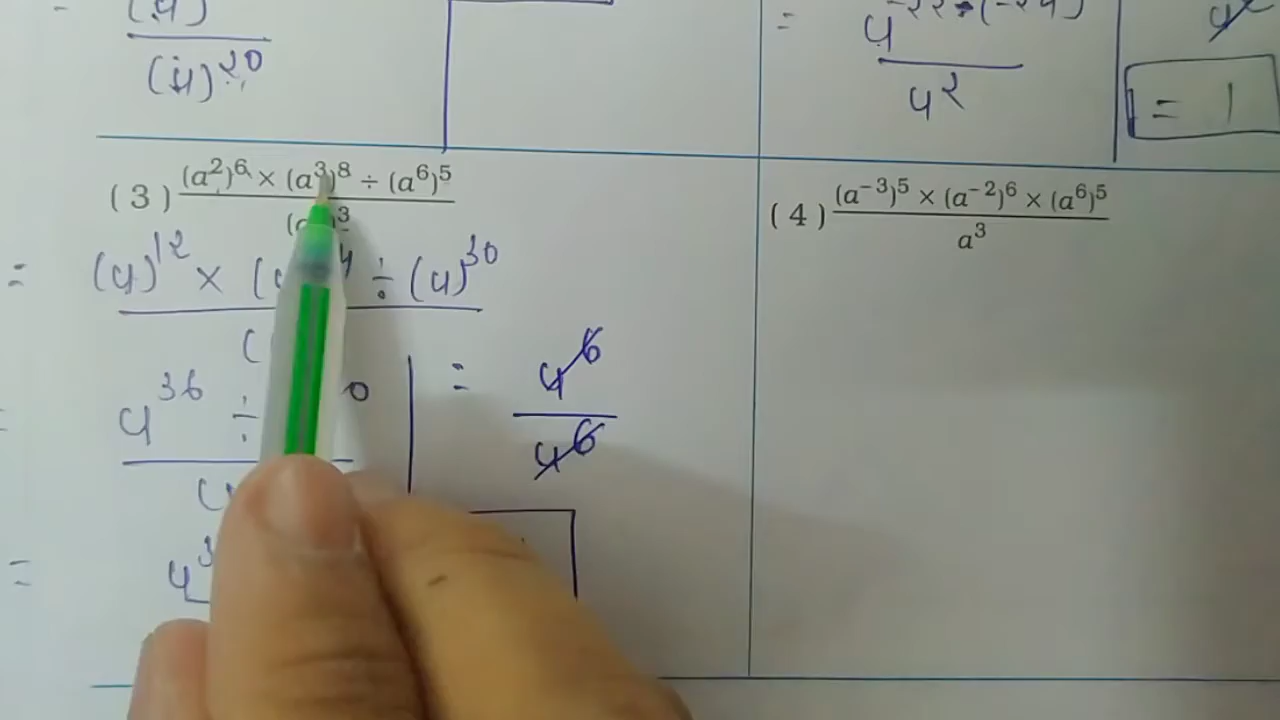 (4)
(4)²⁰
= 4⁻²²⁻⁽⁻²⁴⁾
4²
= 1
(3) (a²)⁶ × (a³)⁸ ÷ (a⁶)⁵
= (4)¹² × ( ÷ (4)³⁰
4³⁶ ÷
= 4⁶
4⁶
=
(4) (a⁻³)⁵ × (a⁻²)⁶ × (a⁶)⁵
a³